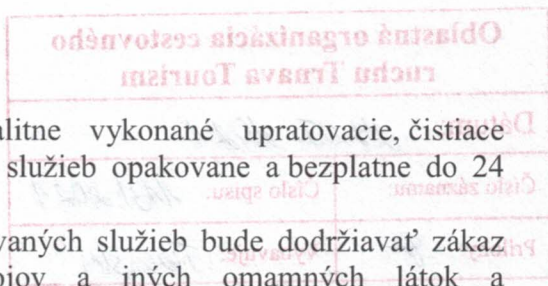 Oblastná organizácia cestovného
ruchu Trnava Tourism
Dátum:
alitne vykonané upratovacie, čistiace
služieb opakovane a bezplatne do 24
Číslo záznamu: Číslo spisu:
vaných služieb bude dodržiavať zákaz
Prílohy: Vybavuje:
ojov a iných omamných látok a